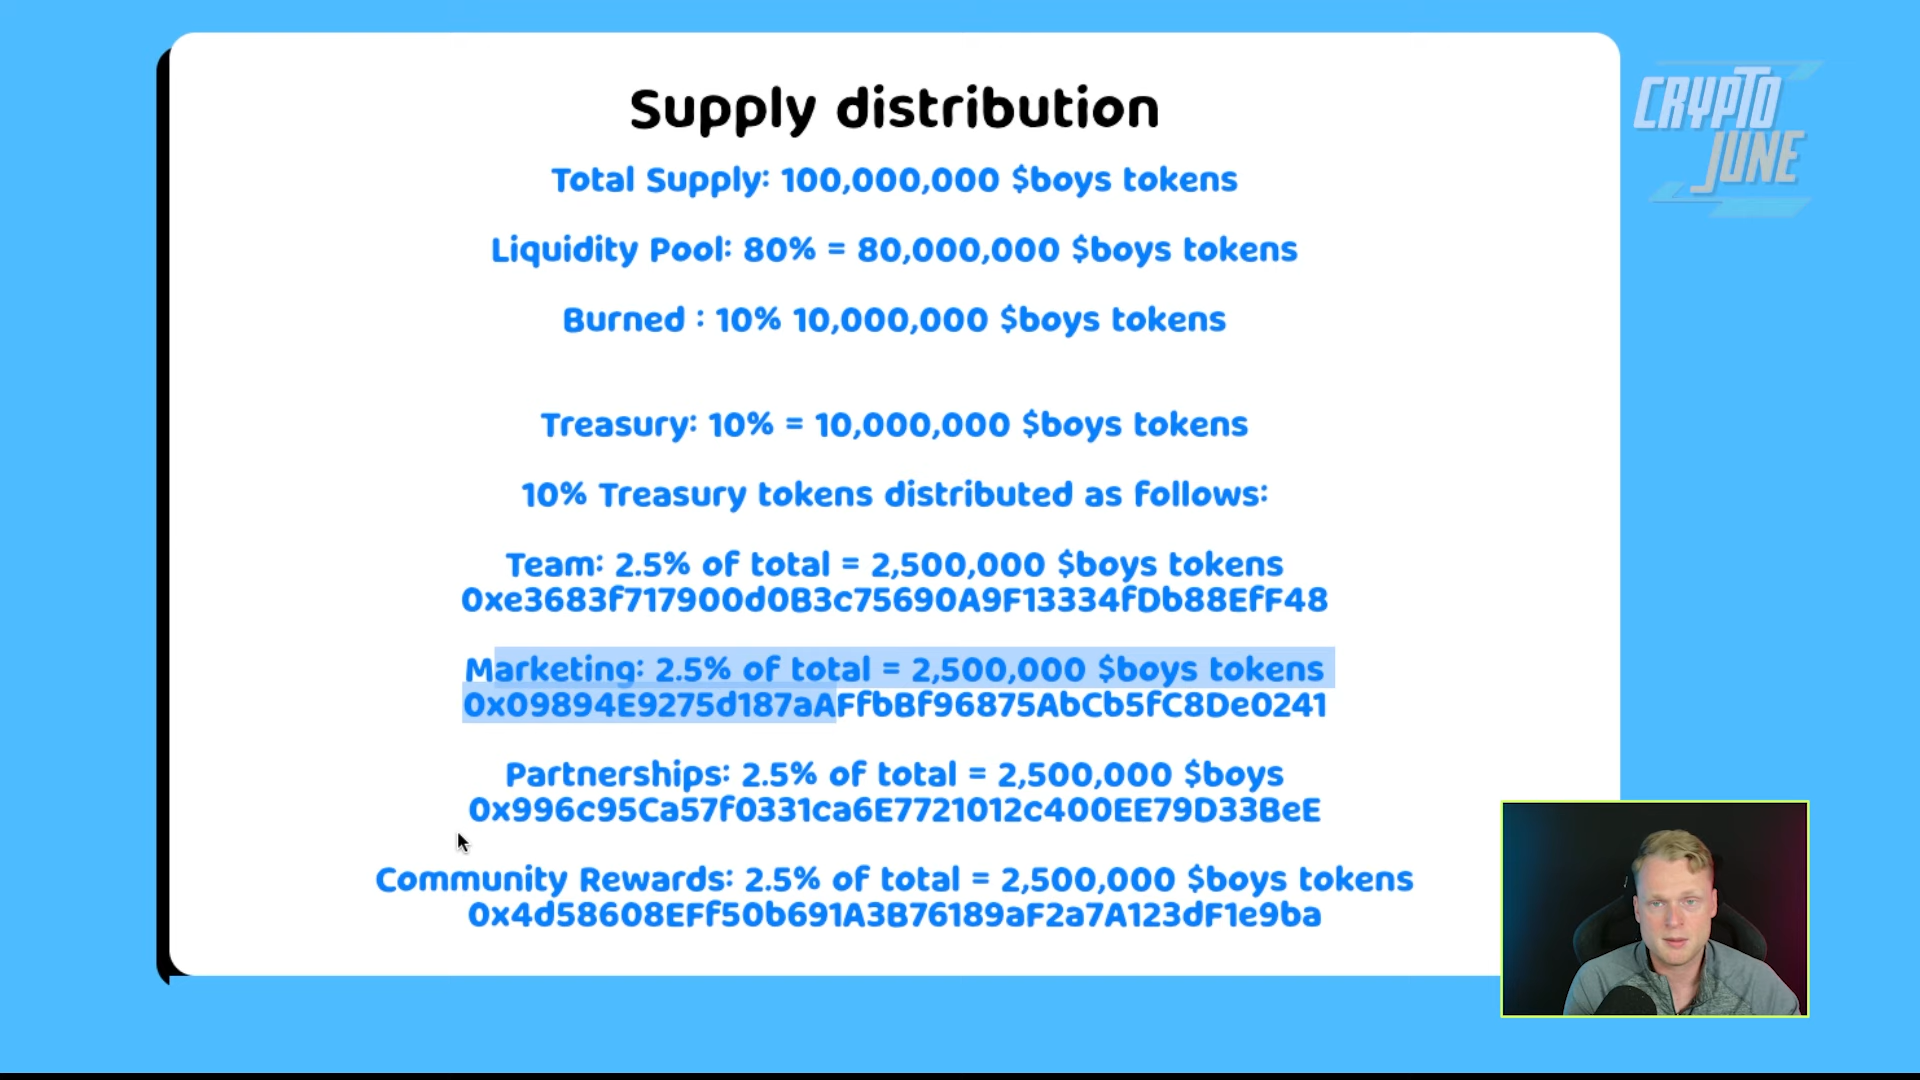 Supply distribution
Total Supply: 100,000,000 $boys tokens
Liquidity Pool: 80% = 80,000,000 $boys tokens
Burned : 10% 10,000,000 $boys tokens
Treasury: 10% = 10,000,000 $boys tokens
10% Treasury tokens distributed as follows:
Team: 2.5% of total = 2,500,000 $boys tokens
0xe3683f717900d0B3c75690A9F13334fDb88EfF48
Marketing: 2.5% of total = 2,500,000 $boys tokens
0x09894E9275d187aAFfbBf96875AbCb5fC8De0241
Partnerships: 2.5% of total = 2,500,000 $boys
0x996c95Ca57f0331ca6E7721012c400EE79D33BeE
Community Rewards: 2.5% of total = 2,500,000 $boys tokens
0x4d58608EFf50b691A3B76189aF2a7A123dF1e9ba
CRYPTO
JUNE